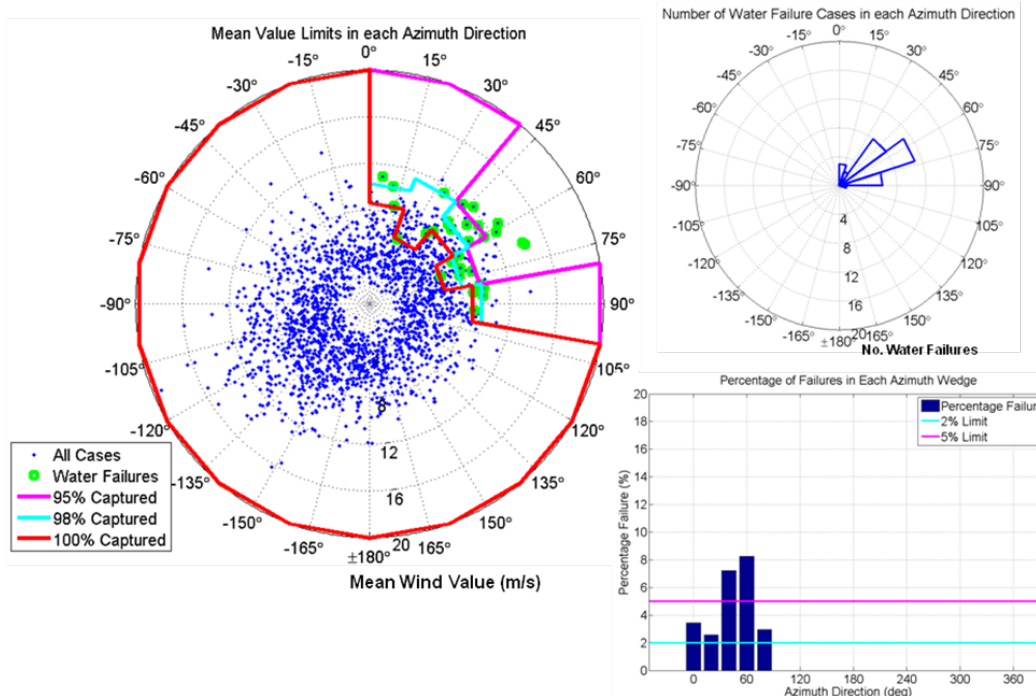 Mean Value Limits in each Azimuth Direction
0°
-15° 15°
-30° 30°
-45° 45°
-60° 60°
-75° 75°
-90° 90°
-105° 105°
-120° 120°
-135° 135°
-150° 150°
-165° 165°
±180°
8
12
16
20
Mean Wind Value (m/s)
All Cases
Water Failures
95% Captured
98% Captured
100% Captured
Number of Water Failure Cases in each Azimuth Direction
0°
-15° 15°
-30° 30°
-45° 45°
-60° 60°
-75° 75°
-90° 90°
-105° 105°
-120° 120°
-135° 135°
-150° 150°
-165° 165°
±180°
4
8
12
16
20
No. Water Failures
Percentage of Failures in Each Azimuth Wedge
Percentage Failur
2% Limit
5% Limit
20
18
16
14
12
10
8
6
4
2
0
Percentage Failure (%)
0 60 120 180 240 300 360
Azimuth Direction (deg)